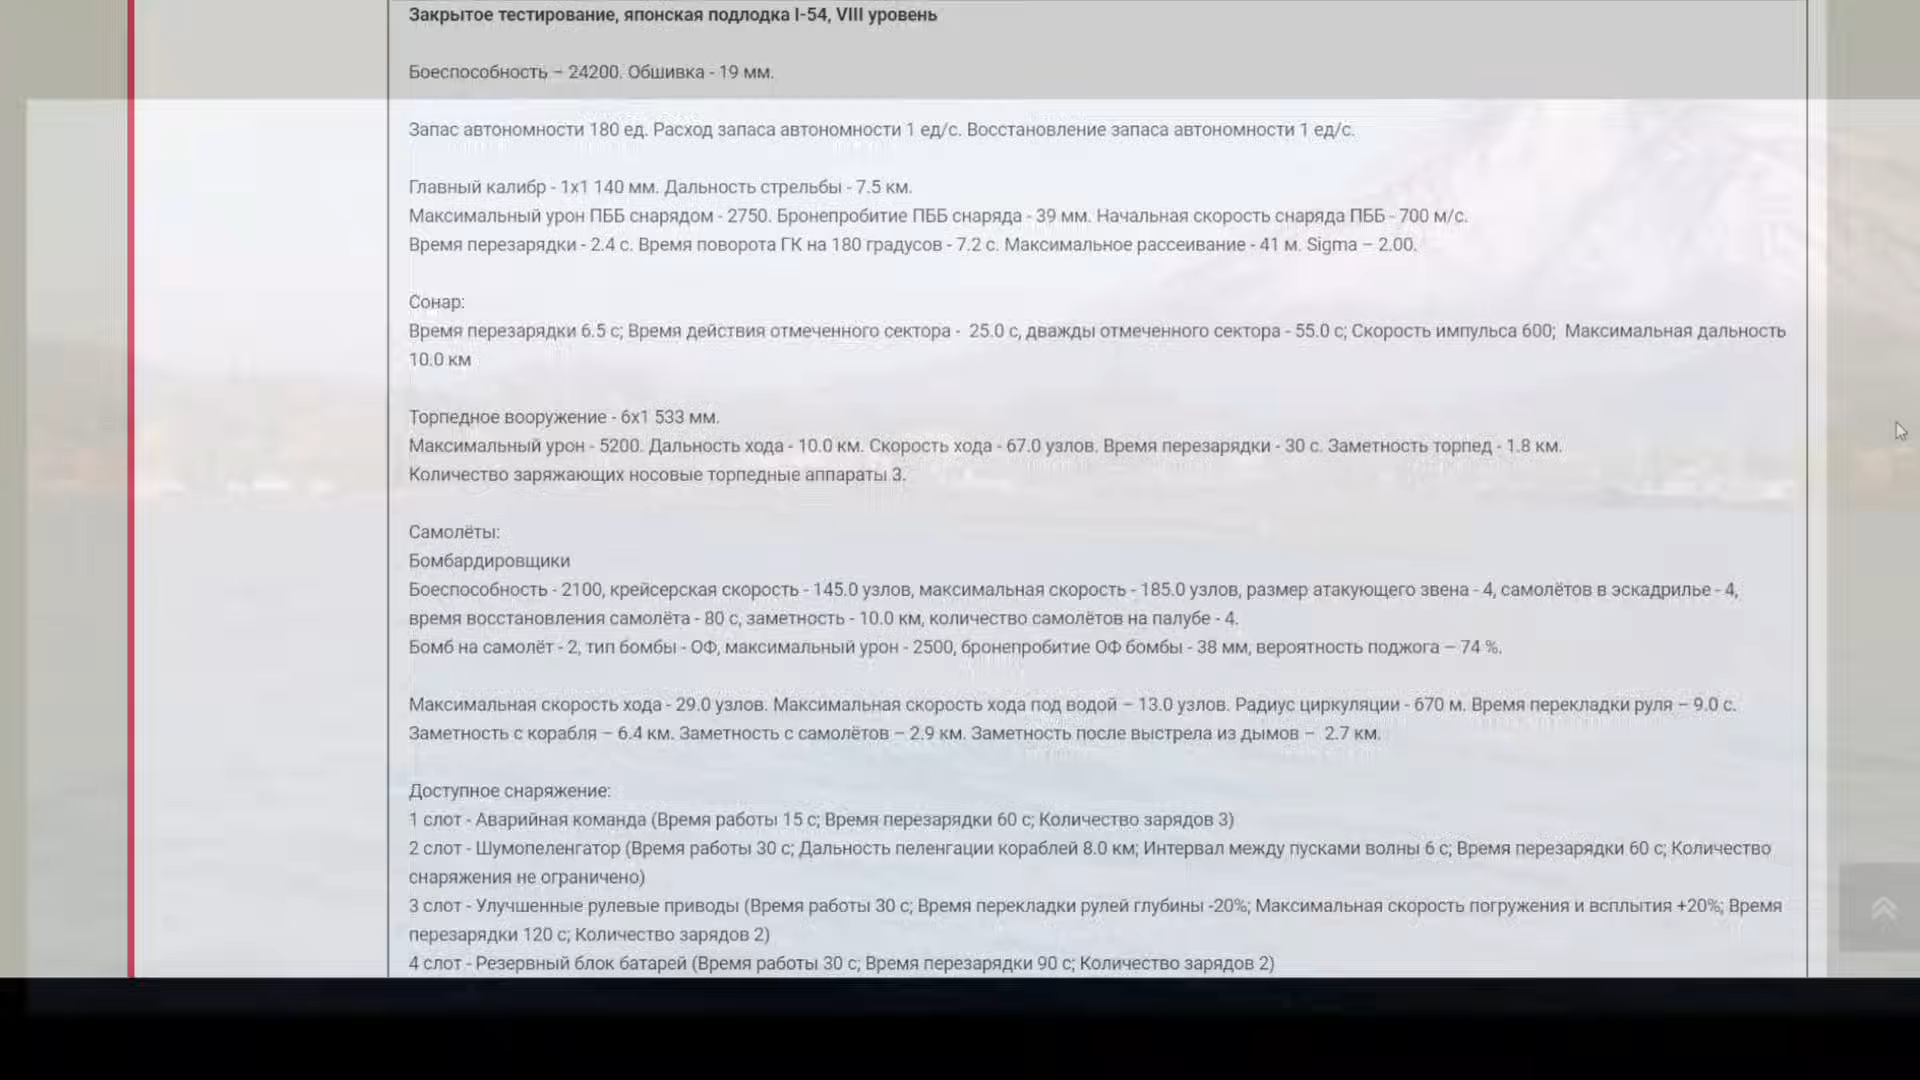 Закрытое тестирование, японская подлодка I-54, VIII уровень
Боеспособность – 24200. Обшивка - 19 мм.
Запас автономности 180 ед. Расход запаса автономности 1 ед/с. Восстановление запаса автономности 1 ед/с.
Главный калибр - 1x1 140 мм. Дальность стрельбы - 7.5 км.
Максимальный урон ПББ снарядом - 2750. Бронепробитие ПББ снаряда - 39 мм. Начальная скорость снаряда ПББ - 700 м/с.
Время перезарядки - 2.4 с. Время поворота ГК на 180 градусов - 7.2 с. Максимальное рассеивание - 41 м. Sigma – 2.00.
Сонар:
Время перезарядки 6.5 с; Время действия отмеченного сектора - 25.0 с, дважды отмеченного сектора - 55.0 с; Скорость импульса 600; Максимальная дальность
10.0 км
Торпедное вооружение - 6x1 533 мм.
Максимальный урон - 5200. Дальность хода - 10.0 км. Скорость хода - 67.0 узлов. Время перезарядки - 30 с. Заметность торпед - 1.8 км.
Количество заряжающих носовые торпедные аппараты 3.
Самолёты:
Бомбардировщики
Боеспособность - 2100, крейсерская скорость - 145.0 узлов, максимальная скорость - 185.0 узлов, размер атакующего звена - 4, самолётов в эскадрилье - 4,
время восстановления самолёта - 80 с, заметность - 10.0 км, количество самолётов на палубе - 4.
Бомб на самолёт - 2, тип бомбы - ОФ, максимальный урон - 2500, бронепробитие ОФ бомбы - 38 мм, вероятность поджога – 74 %.
Максимальная скорость хода - 29.0 узлов. Максимальная скорость хода под водой – 13.0 узлов. Радиус циркуляции - 670 м. Время перекладки руля – 9.0 с.
Заметность с корабля – 6.4 км. Заметность с самолётов – 2.9 км. Заметность после выстрела из дымов – 2.7 км.
Доступное снаряжение:
1 слот - Аварийная команда (Время работы 15 с; Время перезарядки 60 с; Количество зарядов 3)
2 слот - Шумопеленгатор (Время работы 30 с; Дальность пеленгации кораблей 8.0 км; Интервал между пусками волны 6 с; Время перезарядки 60 с; Количество
снаряжения не ограничено)
3 слот - Улучшенные рулевые приводы (Время работы 30 с; Время перекладки рулей глубины -20%; Максимальная скорость погружения и всплытия +20%; Время
перезарядки 120 с; Количество зарядов 2)
4 слот - Резервный блок батарей (Время работы 30 с; Время перезарядки 90 с; Количество зарядов 2)